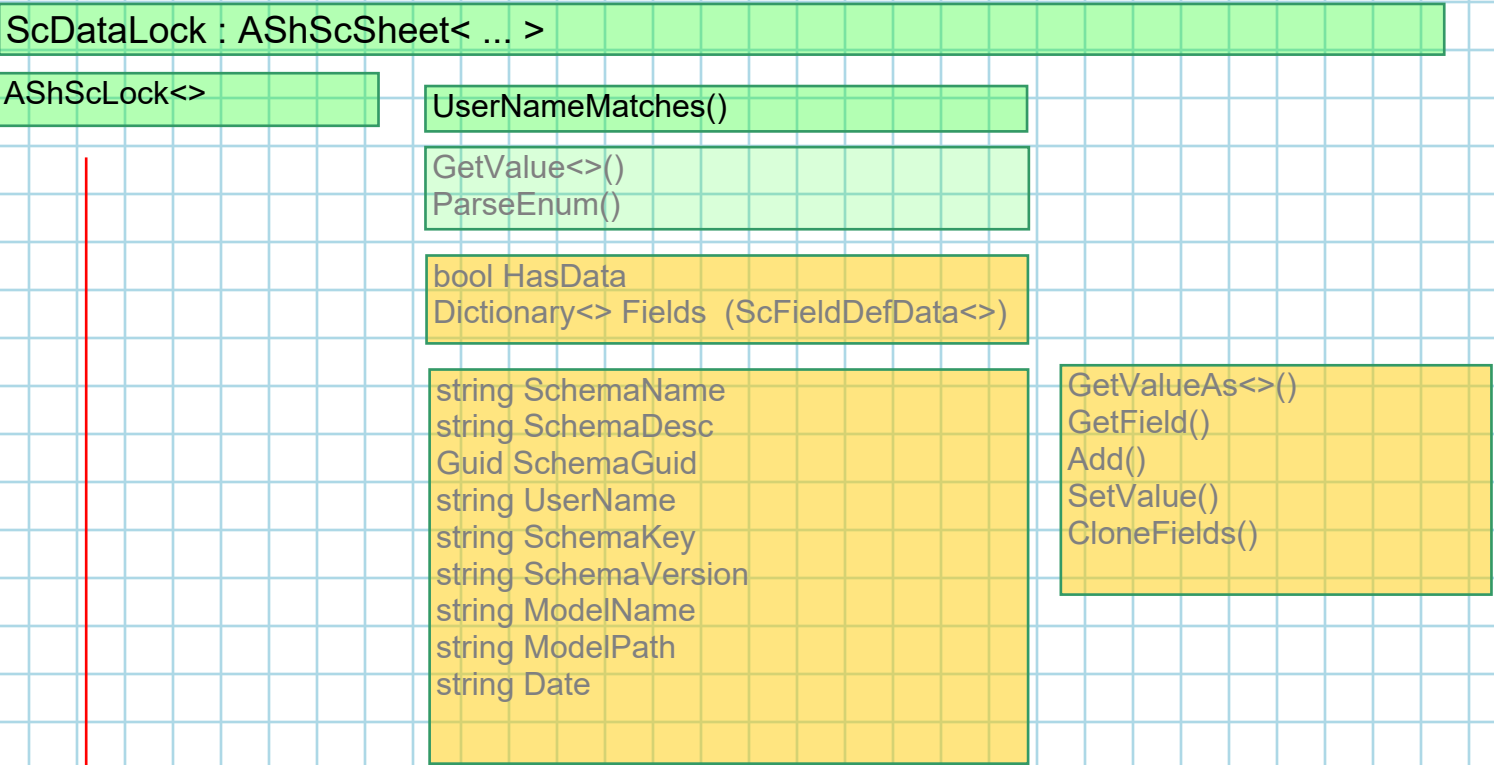 ScDataLock : AShScSheet< ... >
AShScLock<>
UserNameMatches()
GetValue<>()
ParseEnum()
bool HasData
Dictionary<> Fields  (ScFieldDefData<>)
string SchemaName
string SchemaDesc
Guid SchemaGuid
string UserName
string SchemaKey
string SchemaVersion
string ModelName
string ModelPath
string Date
GetValueAs<>()
GetField()
Add()
SetValue()
CloneFields()